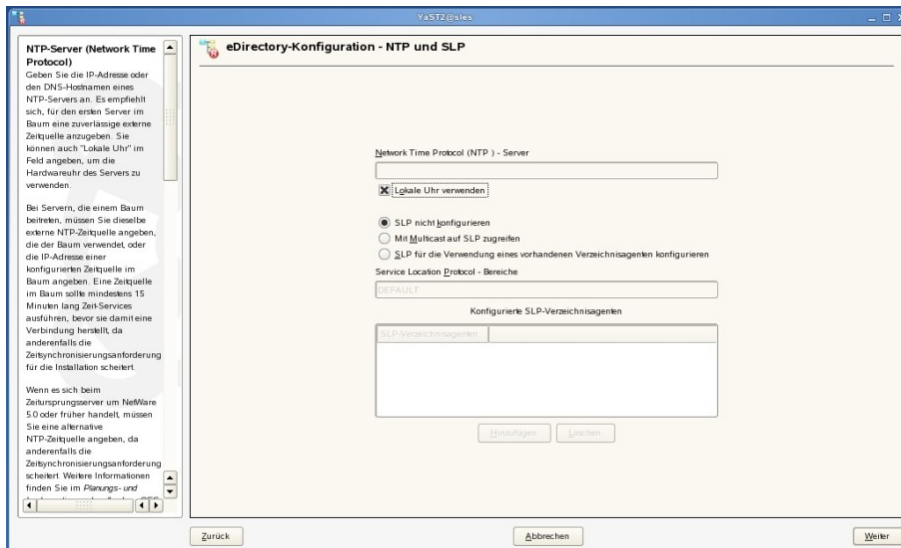 YaST2@sles
NTP-Server (Network Time
Protocol)
Geben Sie die IP-Adresse oder
den DNS-Hostnamen eines
NTP-Servers an. Es empfiehlt
sich, für den ersten Server im
Baum eine zuverlässige externe
Zeitquelle anzugeben. Sie
können auch "Lokale Uhr" im
Feld angeben, um die
Hardwareuhr des Servers zu
verwenden.
Bei Servern, die einem Baum
beitreten, müssen Sie dieselbe
externe NTP-Zeitquelle angeben,
die der Baum verwendet, oder
die IP-Adresse einer
konfigurierten Zeitquelle im
Baum angeben. Eine Zeitquelle
im Baum sollte mindestens 15
Minuten lang Zeit-Services
ausführen, bevor sie damit eine
Verbindung herstellt, da
anderenfalls die
Zeitsynchronisierungsanforderung
für die Installation scheitert.
Wenn es sich beim
Zeitursprungsserver um NetWare
5.0 oder früher handelt, müssen
Sie eine alternative
NTP-Zeitquelle angeben, da
anderenfalls die
Zeitsynchronisierungsanforderung
scheitert. Weitere Informationen
finden Sie im Planungs- und
eDirectory-Konfiguration - NTP und SLP
Network Time Protocol (NTP ) - Server
Lokale Uhr verwenden
SLP nicht konfigurieren
Mit Multicast auf SLP zugreifen
SLP für die Verwendung eines vorhandenen Verzeichnisagenten konfigurieren
Service Location Protocol - Bereiche
DEFAULT
Konfigurierte SLP-Verzeichnisagenten
SLP-Verzeichnisagenten
Hinzufügen Löschen
Zurück Abbrechen Weiter